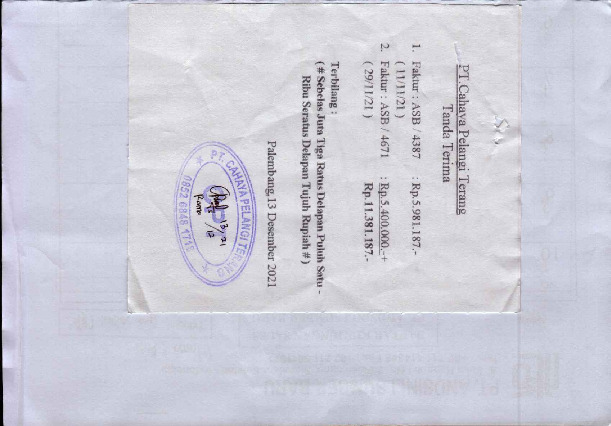 PT.Cahaya Pelangi Terang
Tanda Terima
1. Faktur : ASB / 4387 : Rp.5.981.187,-
( 11/11/21 )
2. Faktur : ASB / 4671 : Rp.5.400.000,-+
( 29/11/21 ) Rp.11.381.187,-
Terbilang :
( # Sebelas Juta Tiga Ratus Delapan Puluh Satu -
Ribu Seratus Delapan Tujuh Rupiah # )
Palembang,13 Desember 2021
PT. CAHAYA PELANGI TERANG